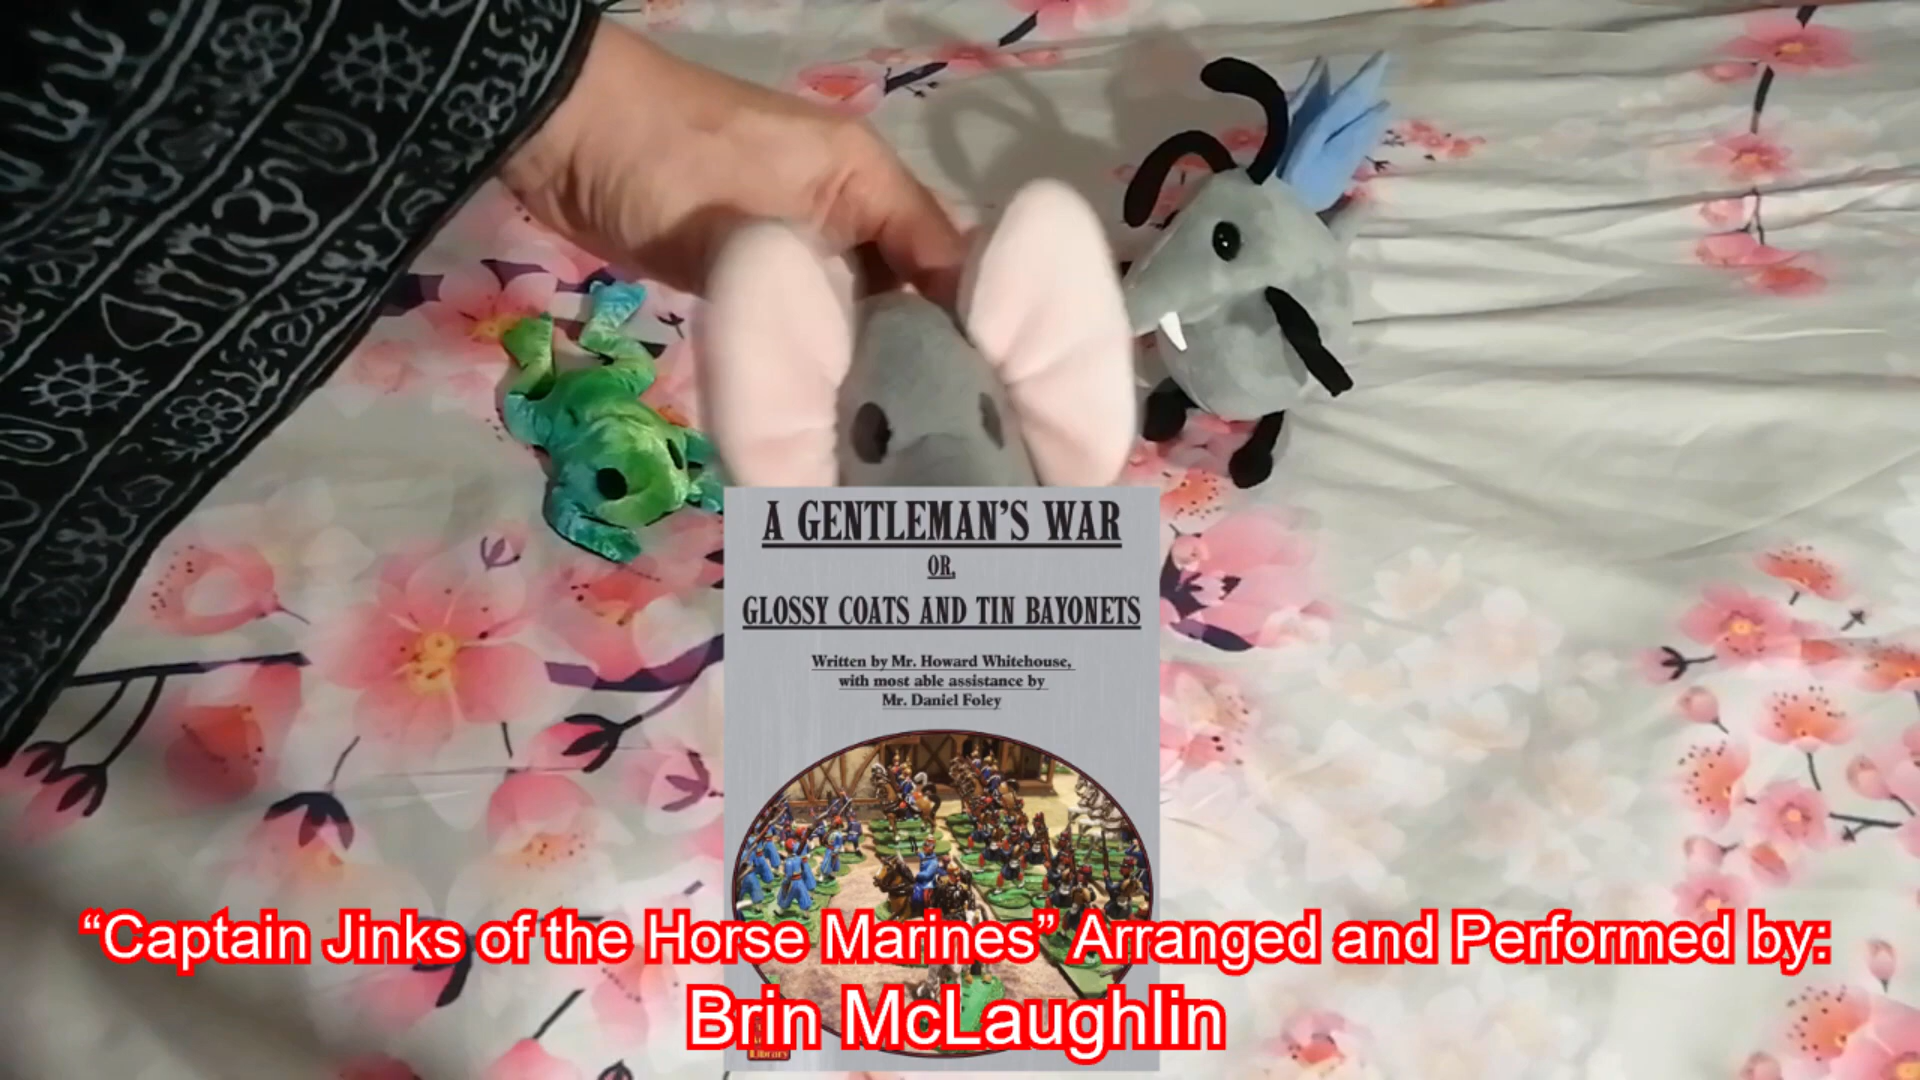 A GENTLEMAN'S WAR
OR,
GLOSSY COATS AND TIN BAYONETS
Written by Mr. Howard Whitehouse,
with most able assistance by
Mr. Daniel Foley
“Captain Jinks of the Horse Marines” Arranged and Performed by:
Brin McLaughlin
Library